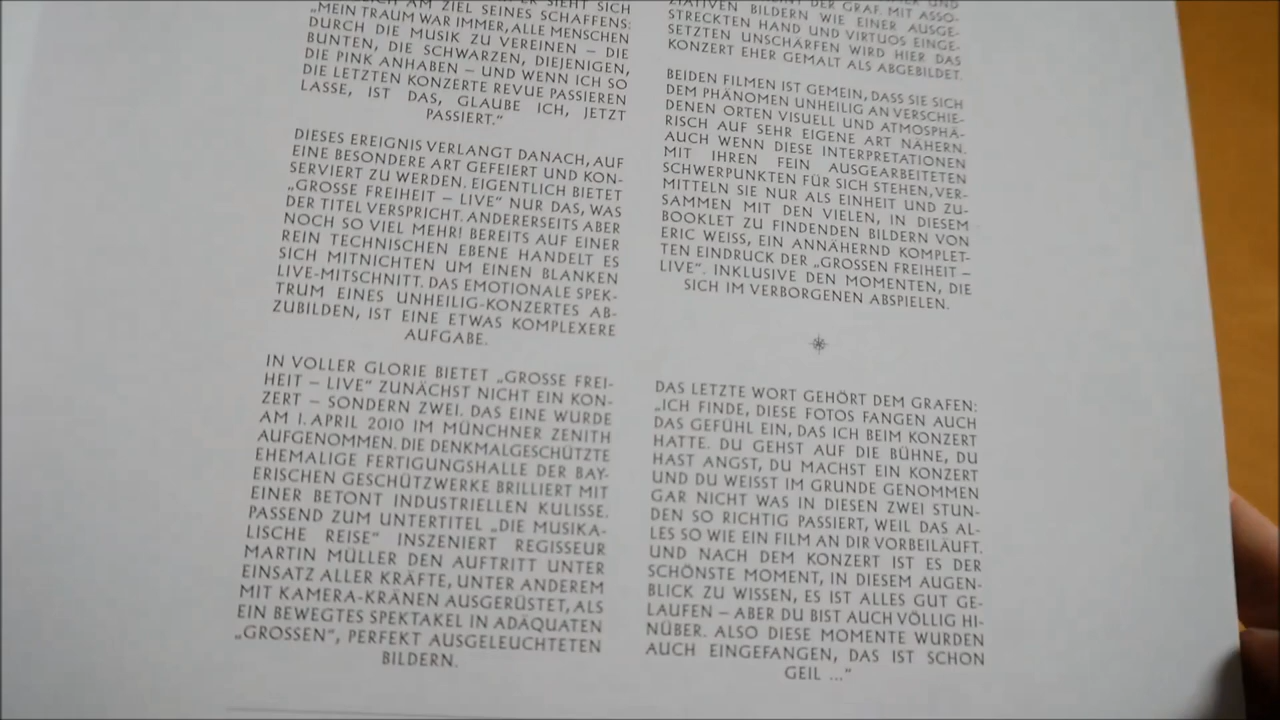 ER SIEHT SICH
AM ZIEL SEINES SCHAFFENS:
„MEIN TRAUM WAR IMMER, ALLE MENSCHEN
DURCH DIE MUSIK ZU VEREINEN – DIE
BUNTEN, DIE SCHWARZEN, DIEJENIGEN,
DIE PINK ANHABEN – UND WENN ICH SO
DIE LETZTEN KONZERTE REVUE PASSIEREN
LASSE, IST DAS, GLAUBE ICH, JETZT
PASSIERT.“
DIESES EREIGNIS VERLANGT DANACH, AUF
EINE BESONDERE ART GEFEIERT UND KON-
SERVIERT ZU WERDEN. EIGENTLICH BIETET
„GROSSE FREIHEIT – LIVE“ NUR DAS, WAS
DER TITEL VERSPRICHT. ANDERERSEITS ABER
NOCH SO VIEL MEHR! BEREITS AUF EINER
REIN TECHNISCHEN EBENE HANDELT ES
SICH MITNICHTEN UM EINEN BLANKEN
LIVE-MITSCHNITT. DAS EMOTIONALE SPEK-
TRUM EINES UNHEILIG-KONZERTES AB-
ZUBILDEN, IST EINE ETWAS KOMPLEXERE
AUFGABE.
IN VOLLER GLORIE BIETET „GROSSE FREI-
HEIT – LIVE“ ZUNÄCHST NICHT EIN KON-
ZERT – SONDERN ZWEI. DAS EINE WURDE
AM 1. APRIL 2010 IM MÜNCHNER ZENITH
AUFGENOMMEN. DIE DENKMALGESCHÜTZTE
EHEMALIGE FERTIGUNGSHALLE DER BAY-
ERISCHEN GESCHÜTZWERKE BRILLIERT MIT
EINER BETONT INDUSTRIELLEN KULISSE.
PASSEND ZUM UNTERTITEL „DIE MUSIKA-
LISCHE REISE“ INSZENIERT REGISSEUR
MARTIN MÜLLER DEN AUFTRITT UNTER
EINSATZ ALLER KRÄFTE, UNTER ANDEREM
MIT KAMERA-KRÄNEN AUSGERÜSTET, ALS
EIN BEWEGTES SPEKTAKEL IN ADÄQUATEN
„GROSSEN“, PERFEKT AUSGELEUCHTETEN
BILDERN.
UND
DER GRAF. MIT ASSO-
ZIATIVEN BILDERN WIE EINER AUSGE-
STRECKTEN HAND UND VIRTUOS EINGE-
SETZTEN UNSCHÄRFEN WIRD HIER DAS
KONZERT EHER GEMALT ALS ABGEBILDET.
BEIDEN FILMEN IST GEMEIN, DASS SIE SICH
DEM PHÄNOMEN UNHEILIG AN VERSCHIE-
DENEN ORTEN VISUELL UND ATMOSPHÄ-
RISCH AUF SEHR EIGENE ART NÄHERN.
AUCH WENN DIESE INTERPRETATIONEN
MIT IHREN FEIN AUSGEARBEITETEN
SCHWERPUNKTEN FÜR SICH STEHEN, VER-
MITTELN SIE NUR ALS EINHEIT UND ZU-
SAMMEN MIT DEN VIELEN, IN DIESEM
BOOKLET ZU FINDENDEN BILDERN VON
ERIC WEISS, EIN ANNÄHERND KOMPLET-
TEN EINDRUCK DER „GROSSEN FREIHEIT –
LIVE“. INKLUSIVE DEN MOMENTEN, DIE
SICH IM VERBORGENEN ABSPIELEN.
DAS LETZTE WORT GEHÖRT DEM GRAFEN:
„ICH FINDE, DIESE FOTOS FANGEN AUCH
DAS GEFÜHL EIN, DAS ICH BEIM KONZERT
HATTE. DU GEHST AUF DIE BÜHNE, DU
HAST ANGST, DU MACHST EIN KONZERT
UND DU WEISST IM GRUNDE GENOMMEN
GAR NICHT WAS IN DIESEN ZWEI STUN-
DEN SO RICHTIG PASSIERT, WEIL DAS AL-
LES SO WIE EIN FILM AN DIR VORBEILÄUFT.
UND NACH DEM KONZERT IST ES DER
SCHÖNSTE MOMENT, IN DIESEM AUGEN-
BLICK ZU WISSEN, ES IST ALLES GUT GE-
LAUFEN – ABER DU BIST AUCH VÖLLIG HI-
NÜBER. ALSO DIESE MOMENTE WURDEN
AUCH EINGEFANGEN, DAS IST SCHON
GEIL ...“